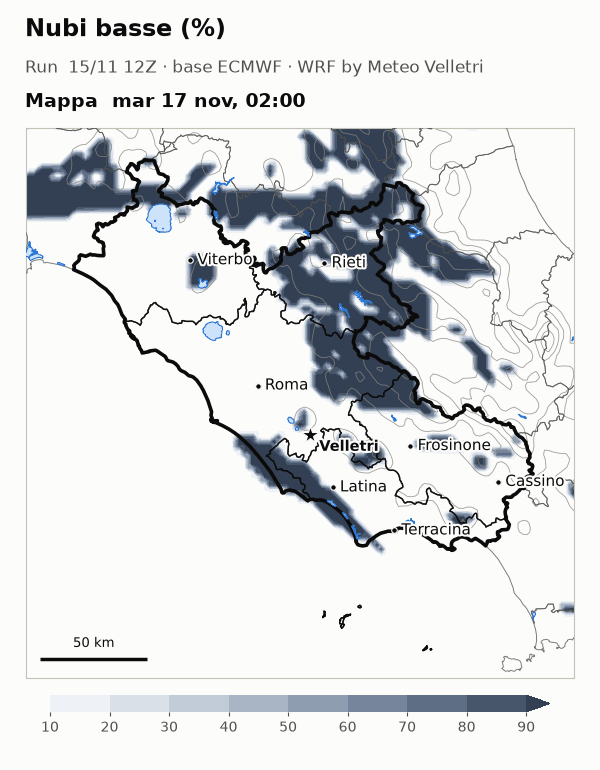 Nubi basse (%)
Run 15/11 12Z · base ECMWF · WRF by Meteo Velletri
Mappa mar 17 nov, 02:00
Viterbo
Rieti
Roma
Velletri
Frosinone
Cassino
Latina
Terracina
50 km
10 20 30 40 50 60 70 80 90